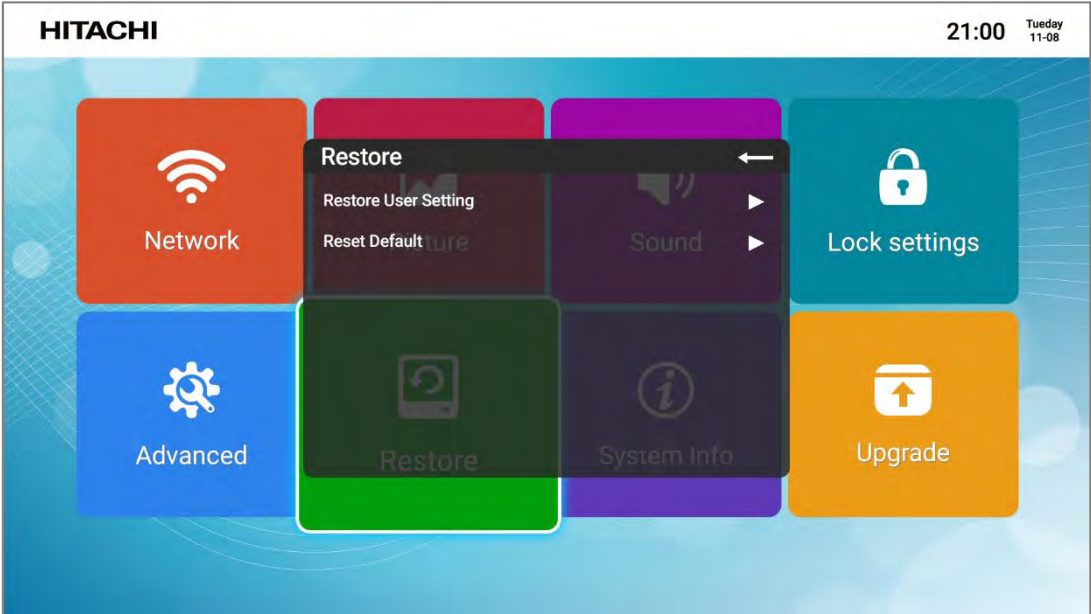 HITACHI
21:00
Tueday
11-08
Restore
Restore User Setting
Reset Default
Picture
Sound
Network
Lock settings
Advanced
Restore
System Info
Upgrade